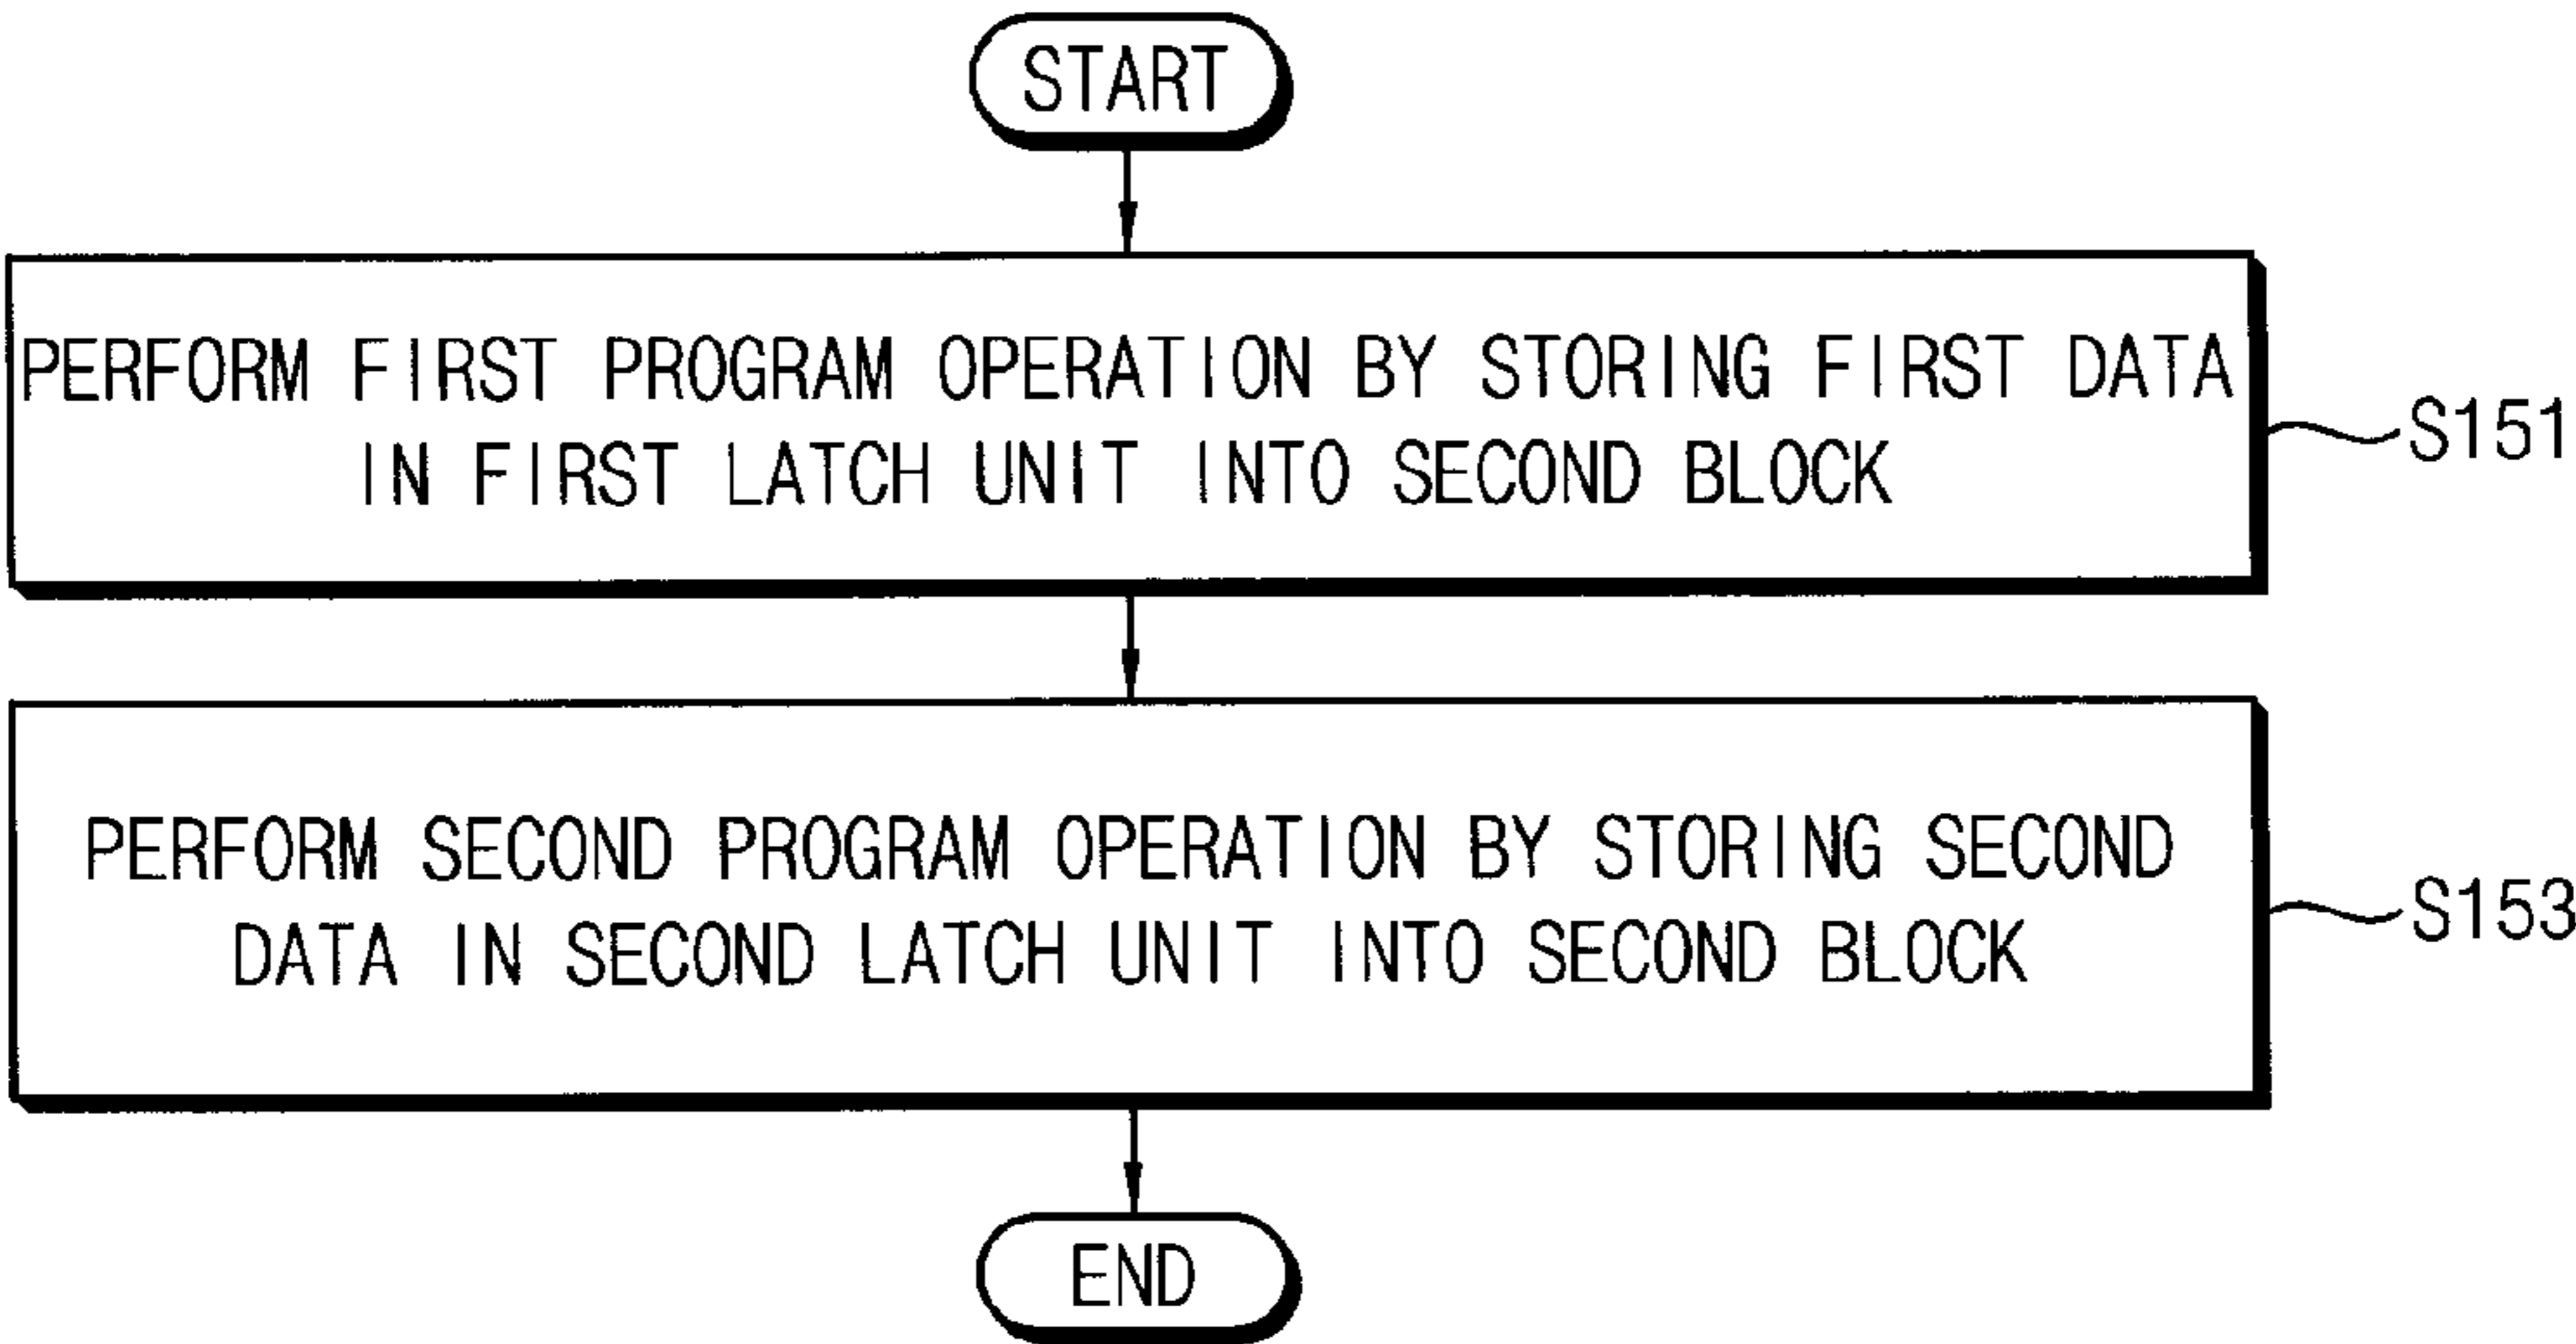 START
PERFORM FIRST PROGRAM OPERATION BY STORING FIRST DATA
IN FIRST LATCH UNIT INTO SECOND BLOCK
S151
PERFORM SECOND PROGRAM OPERATION BY STORING SECOND
DATA IN SECOND LATCH UNIT INTO SECOND BLOCK
S153
END